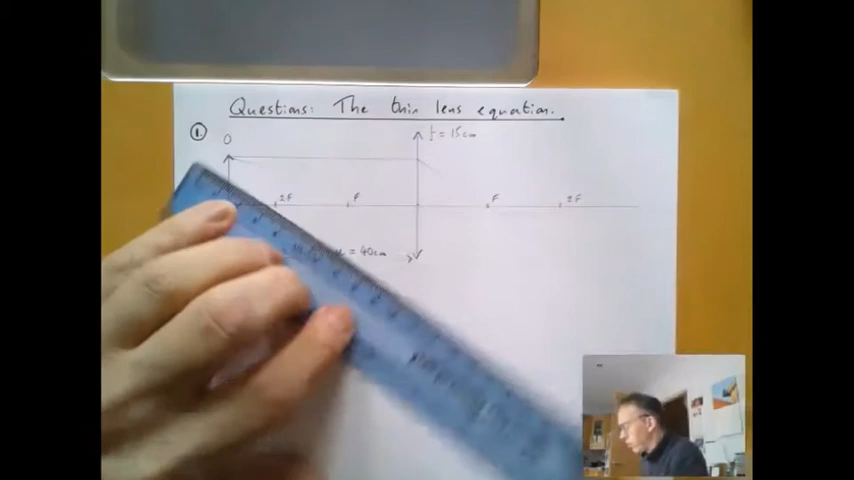 Questions: The thin lens equation.
1.
O
f = 15cm
2F F F 2F
= 40cm